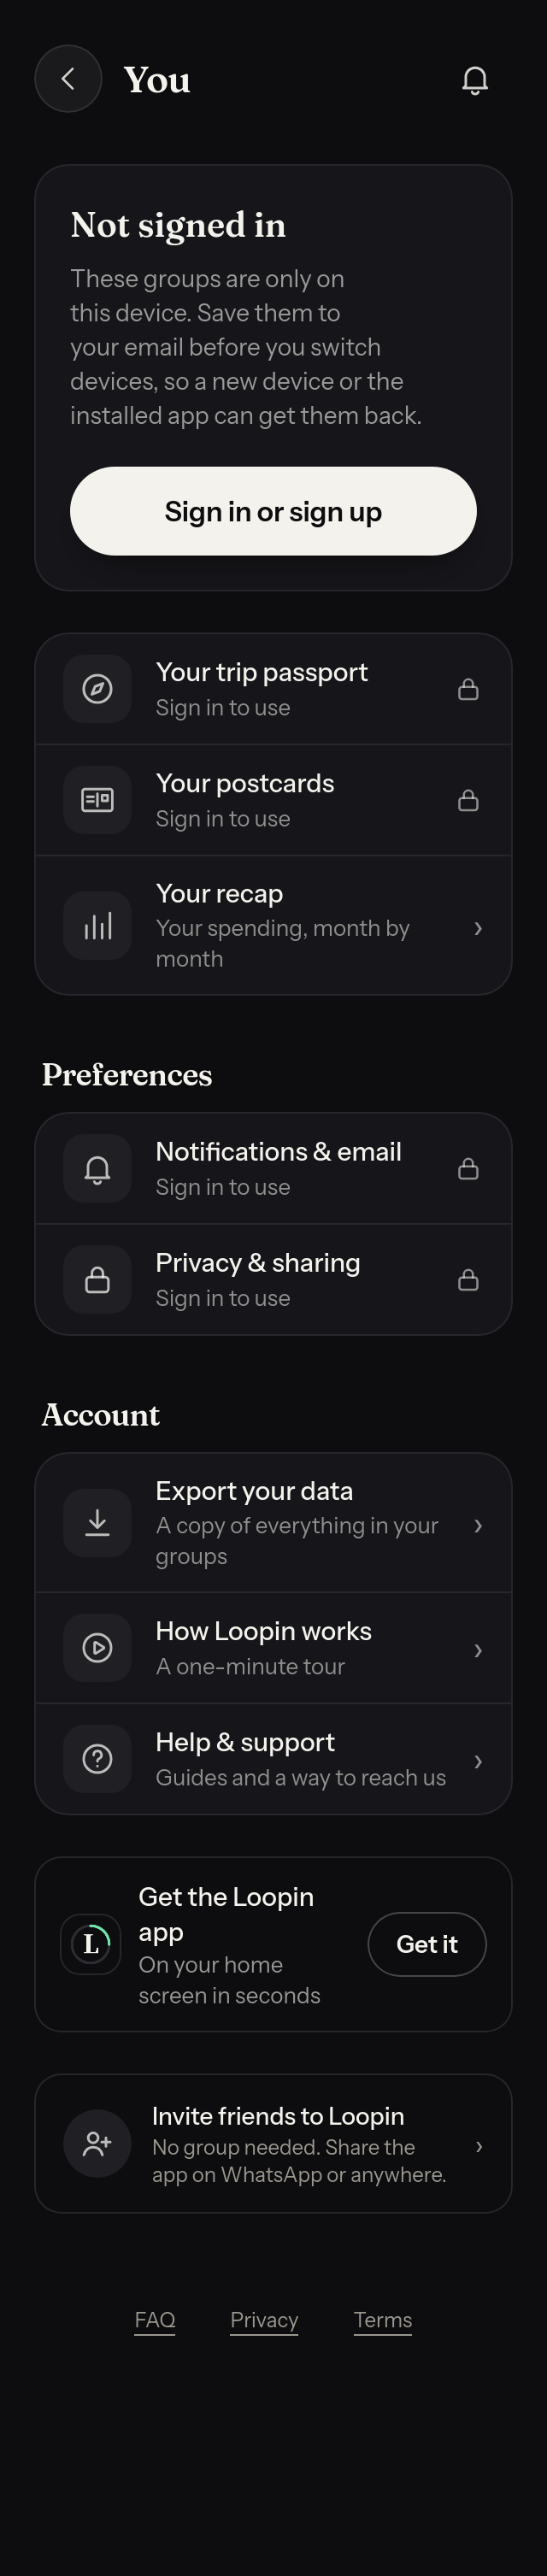 You
Not signed in
These groups are only on
this device. Save them to
your email before you switch
devices, so a new device or the
installed app can get them back.
Sign in or sign up
Your trip passport
Sign in to use
Your postcards
Sign in to use
Your recap
Your spending, month by
month
Preferences
Notifications & email
Sign in to use
Privacy & sharing
Sign in to use
Account
Export your data
A copy of everything in your
groups
How Loopin works
A one-minute tour
Help & support
Guides and a way to reach us
L
Get the Loopin
app
On your home
screen in seconds
Get it
Invite friends to Loopin
No group needed. Share the
app on WhatsApp or anywhere.
FAQ Privacy Terms